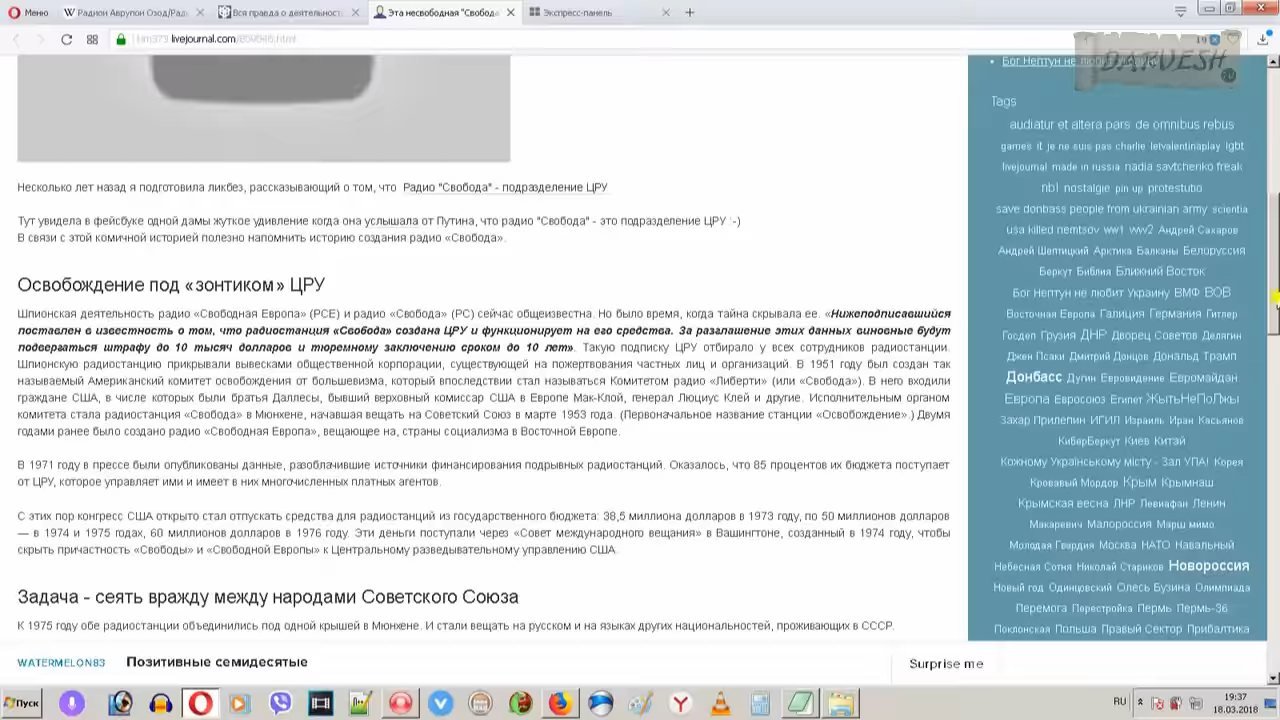 Меню
Радиои Аврупои Озод/Ради
Вся правда о деятельност
Эта несвободная "Свобода
Экспресс-панель
livejournal.com
DARVESH
Бог Нептун не любит Украину
Tags
audiatur et altera pars de omnibus rebus
games it je ne suis pas charlie letvalentinaplay lgbt
livejournal made in russia nadia savtchenko freak
nbl nostalgie pin up protestutio
save donbass people from ukrainian army scientia
usa killed nemtsov ww1 ww2 Андрей Сахаров
Андрей Шептицкий Арктика Балканы Белоруссия
Беркут Библия Ближний Восток
Бог Нептун не любит Украину ВМФ ВОВ
Восточная Европа Галиция Германия Гитлер
Госдеп Грузия ДНР Дворец Советов Делягин
Джен Псаки Дмитрий Донцов Дональд Трамп
Донбасс Дугин Евровидение Евромайдан
Европа Евросоюз Египет ЖытьНеПоЛжы
Захар Прилепин ИГИЛ Израиль Иран Касьянов
КиберБеркут Киев Китай
Кожному Українському місту - Зал УПА! Корея
Кровавый Мордор Крым Крымнаш
Крымская весна ЛНР Левиафан Ленин
Макаревич Малороссия Марш мимо
Молодая Гвардия Москва НАТО Навальный
Небесная Сотня Николай Стариков Новороссия
Новый год Одинцовский Олесь Бузина Олимпиада
Перемога Перестройка Пермь Пермь-36
Поклонская Польша Правый Сектор Прибалтика
Несколько лет назад я подготовила ликбез, рассказывающий о том, что Радио "Свобода" - подразделение ЦРУ
Тут увидела в фейсбуке одной дамы жуткое удивление когда она услышала от Путина, что радио "Свобода" - это подразделение ЦРУ :-)
В связи с этой комичной историей полезно напомнить историю создания радио «Свобода».
Освобождение под «зонтиком» ЦРУ
Шпионская деятельность радио «Свободная Европа» (РСЕ) и радио «Свобода» (РС) сейчас общеизвестна. Но было время, когда тайна скрывала ее. «Нижеподписавшийся
поставлен в известность о том, что радиостанция «Свобода» создана ЦРУ и функционирует на его средства. За разглашение этих данных виновные будут
подвергаться штрафу до 10 тысяч долларов и тюремному заключению сроком до 10 лет». Такую подписку ЦРУ отбирало у всех сотрудников радиостанции.
Шпионскую радиостанцию прикрывали вывесками общественной корпорации, существующей на пожертвования частных лиц и организаций. В 1951 году был создан так
называемый Американский комитет освобождения от большевизма, который впоследствии стал называться Комитетом радио «Либерти» (или «Свобода»). В него входили
граждане США, в числе которых были братья Даллесы, бывший верховный комиссар США в Европе Мак-Клой, генерал Люциус Клей и другие. Исполнительным органом
комитета стала радиостанция «Свобода» в Мюнхене, начавшая вещать на Советский Союз в марте 1953 года. (Первоначальное название станции «Освобождение».) Двумя
годами ранее было создано радио «Свободная Европа», вещающее на, страны социализма в Восточной Европе.
В 1971 году в прессе были опубликованы данные, разоблачившие источники финансирования подрывных радиостанций. Оказалось, что 85 процентов их бюджета поступает
от ЦРУ, которое управляет ими и имеет в них многочисленных платных агентов.
С этих пор конгресс США открыто стал отпускать средства для радиостанций из государственного бюджета: 38,5 миллиона долларов в 1973 году, по 50 миллионов долларов
— в 1974 и 1975 годах, 60 миллионов долларов в 1976 году. Эти деньги поступали через «Совет международного вещания» в Вашингтоне, созданный в 1974 году, чтобы
скрыть причастность «Свободы» и «Свободной Европы» к Центральному разведывательному управлению США.
Задача - сеять вражду между народами Советского Союза
К 1975 году обе радиостанции объединились под одной крышей в Мюнхене. И стали вещать на русском и на языках других национальностей, проживающих в СССР.
WATERMELON83 Позитивные семидесятые
Surprise me
Пуск
RU
19:37
18.03.2018